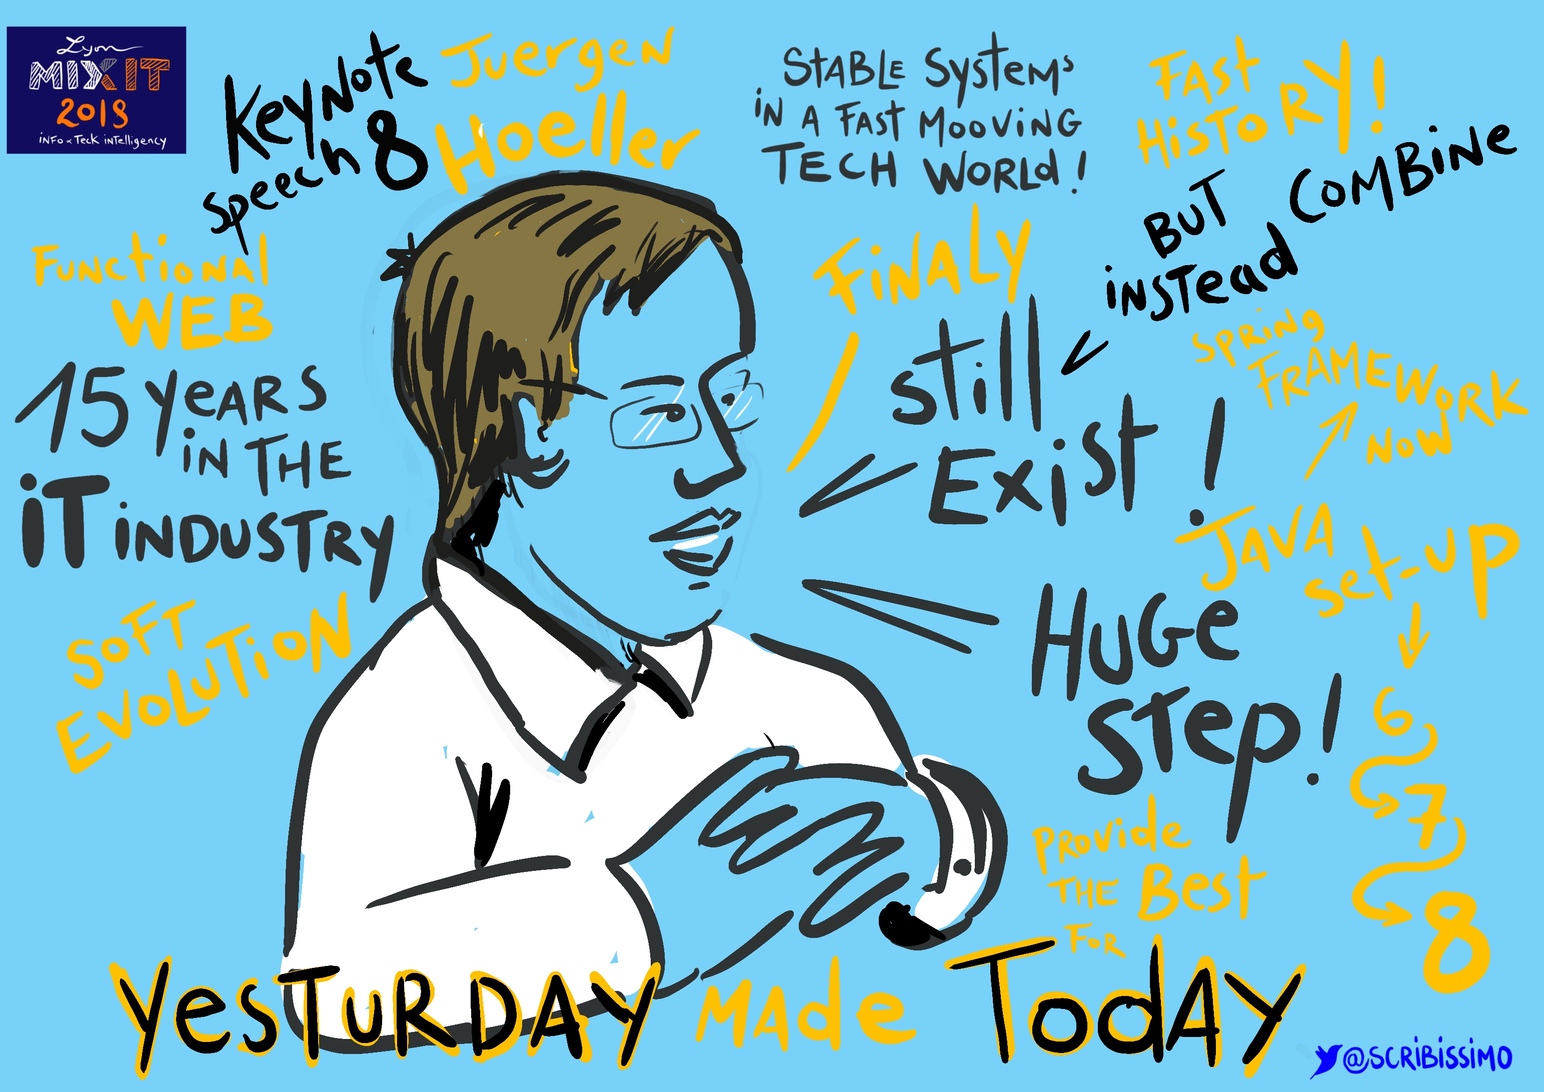 Lyon
MIXIT
2018
iNFo & Teck iNtelligency
Keynote
speech 8
Juergen
Hoeller
STABLE SYSTEMS
iN A FAST MOOVING
TECH WORLD !
FAST
HiSTORY !
BUT
iNSTead COMBiNE
FUNCTiONAL
WEB
15 YEARS
iN THE
iT iNDUSTRY
SOFT
EVOLUTiON
FiNALY
still
Exist !
SPRiNG
FRAMEWORK
NOW
JAVA
set-up
6
7
8
HUGe
step !
PROVide
THE Best
FOR
YesTURDAY MAde TodAY
@SCRiBiSSiMO